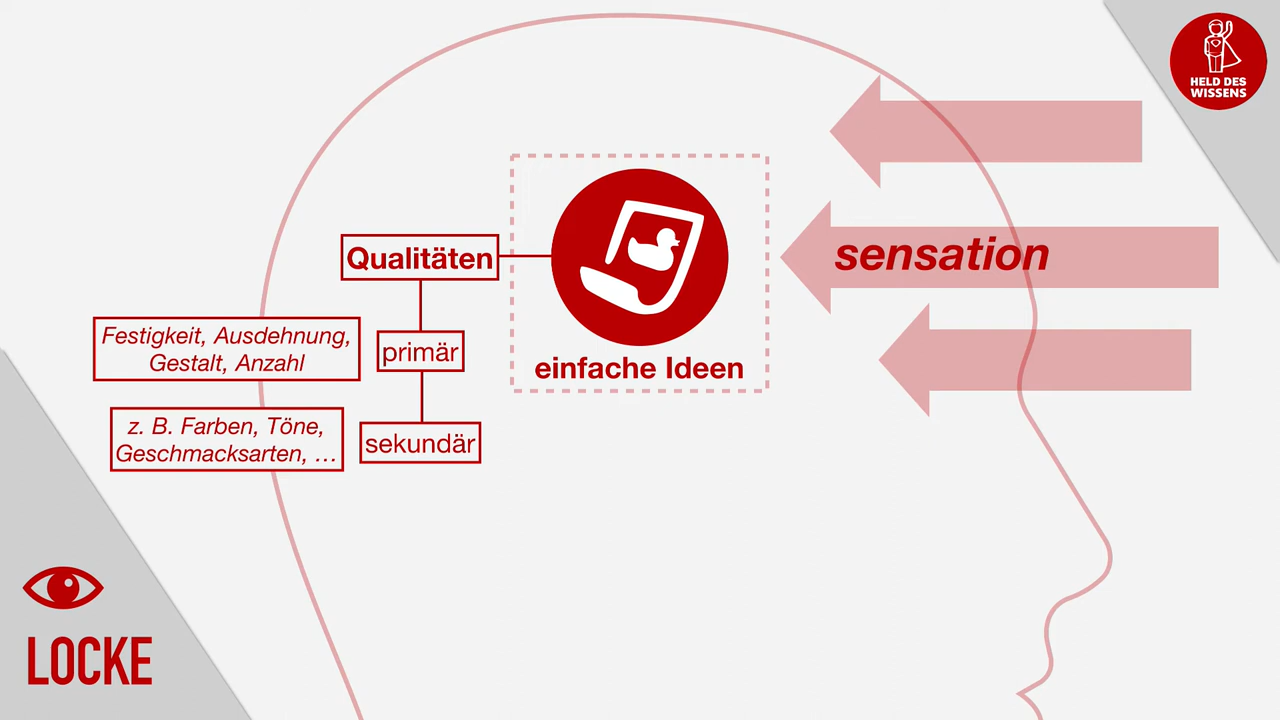 HELD DES
WISSENS
sensation
Qualitäten
einfache Ideen
primär
Festigkeit, Ausdehnung,
Gestalt, Anzahl
sekundär
z. B. Farben, Töne,
Geschmacksarten, …
LOCKE